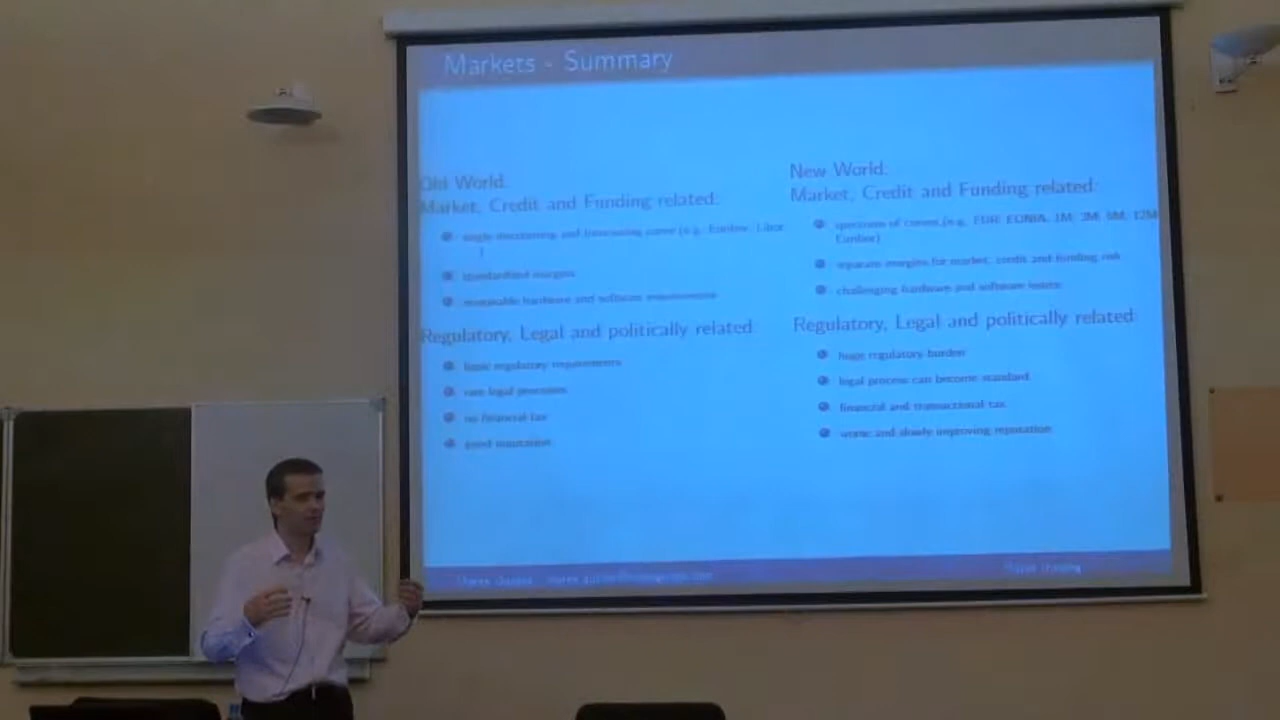 Markets - Summary
Old World:
Market, Credit and Funding related:
single discounting and forecasting curve (e.g. Euribor, Libor
)
standardized margins
reasonable hardware and software requirements
Regulatory, Legal and politically related:
basic regulatory requirements
rare legal processes
no financial tax
good reputation
New World:
Market, Credit and Funding related:
spectrum of curves (e.g. EUR: EONIA, 1M, 3M, 6M, 12M
Euribor)
separate margins for market, credit and funding risk
challenging hardware and software issues
Regulatory, Legal and politically related:
huge regulatory burden
legal process can become standard
financial and transactional tax
worse and slowly improving reputation